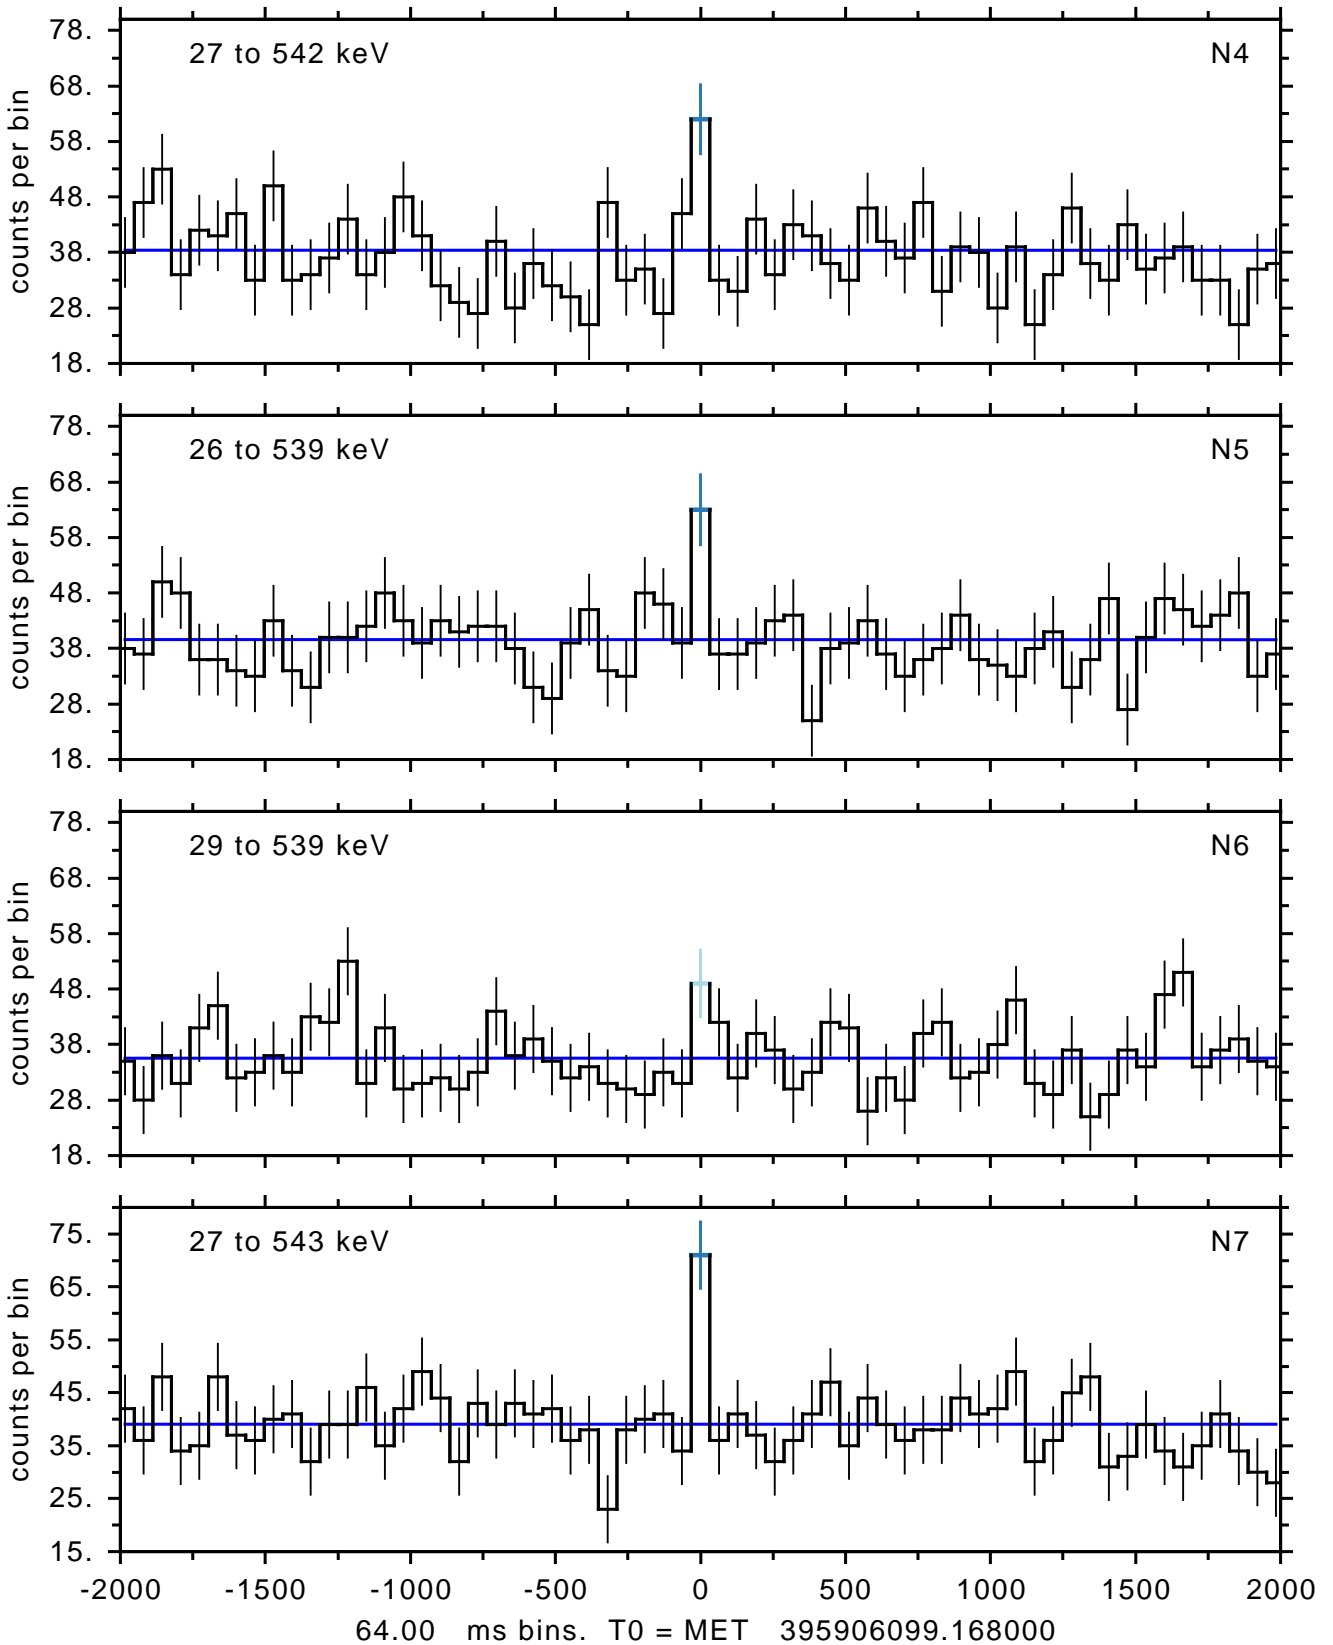 27 to 542 keV N4
78.
68.
58.
48.
38.
28.
18.
counts per bin
26 to 539 keV N5
78.
68.
58.
48.
38.
28.
18.
counts per bin
29 to 539 keV N6
78.
68.
58.
48.
38.
28.
18.
counts per bin
27 to 543 keV N7
75.
65.
55.
45.
35.
25.
15.
counts per bin
-2000 -1500 -1000 -500 0 500 1000 1500 2000
64.00 ms bins. T0 = MET 395906099.168000